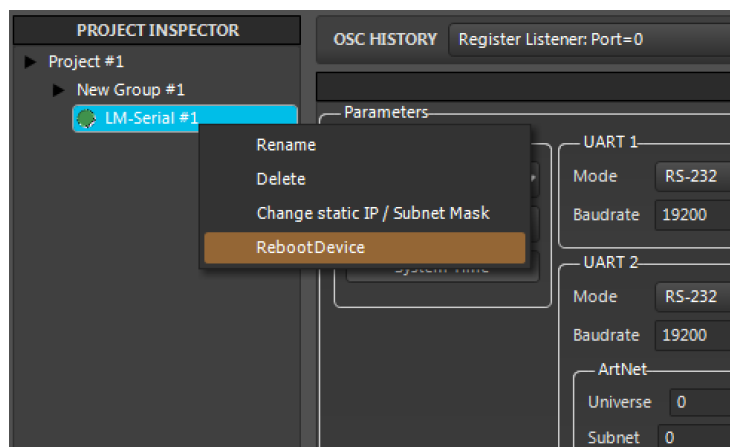 PROJECT INSPECTOR
Project #1
New Group #1
LM-Serial #1
Rename
Delete
Change static IP / Subnet Mask
RebootDevice
OSC HISTORY Register Listener: Port=0
Parameters
System Time
UART 1
Mode RS-232
Baudrate 19200
UART 2
Mode RS-232
Baudrate 19200
ArtNet
Universe 0
Subnet 0